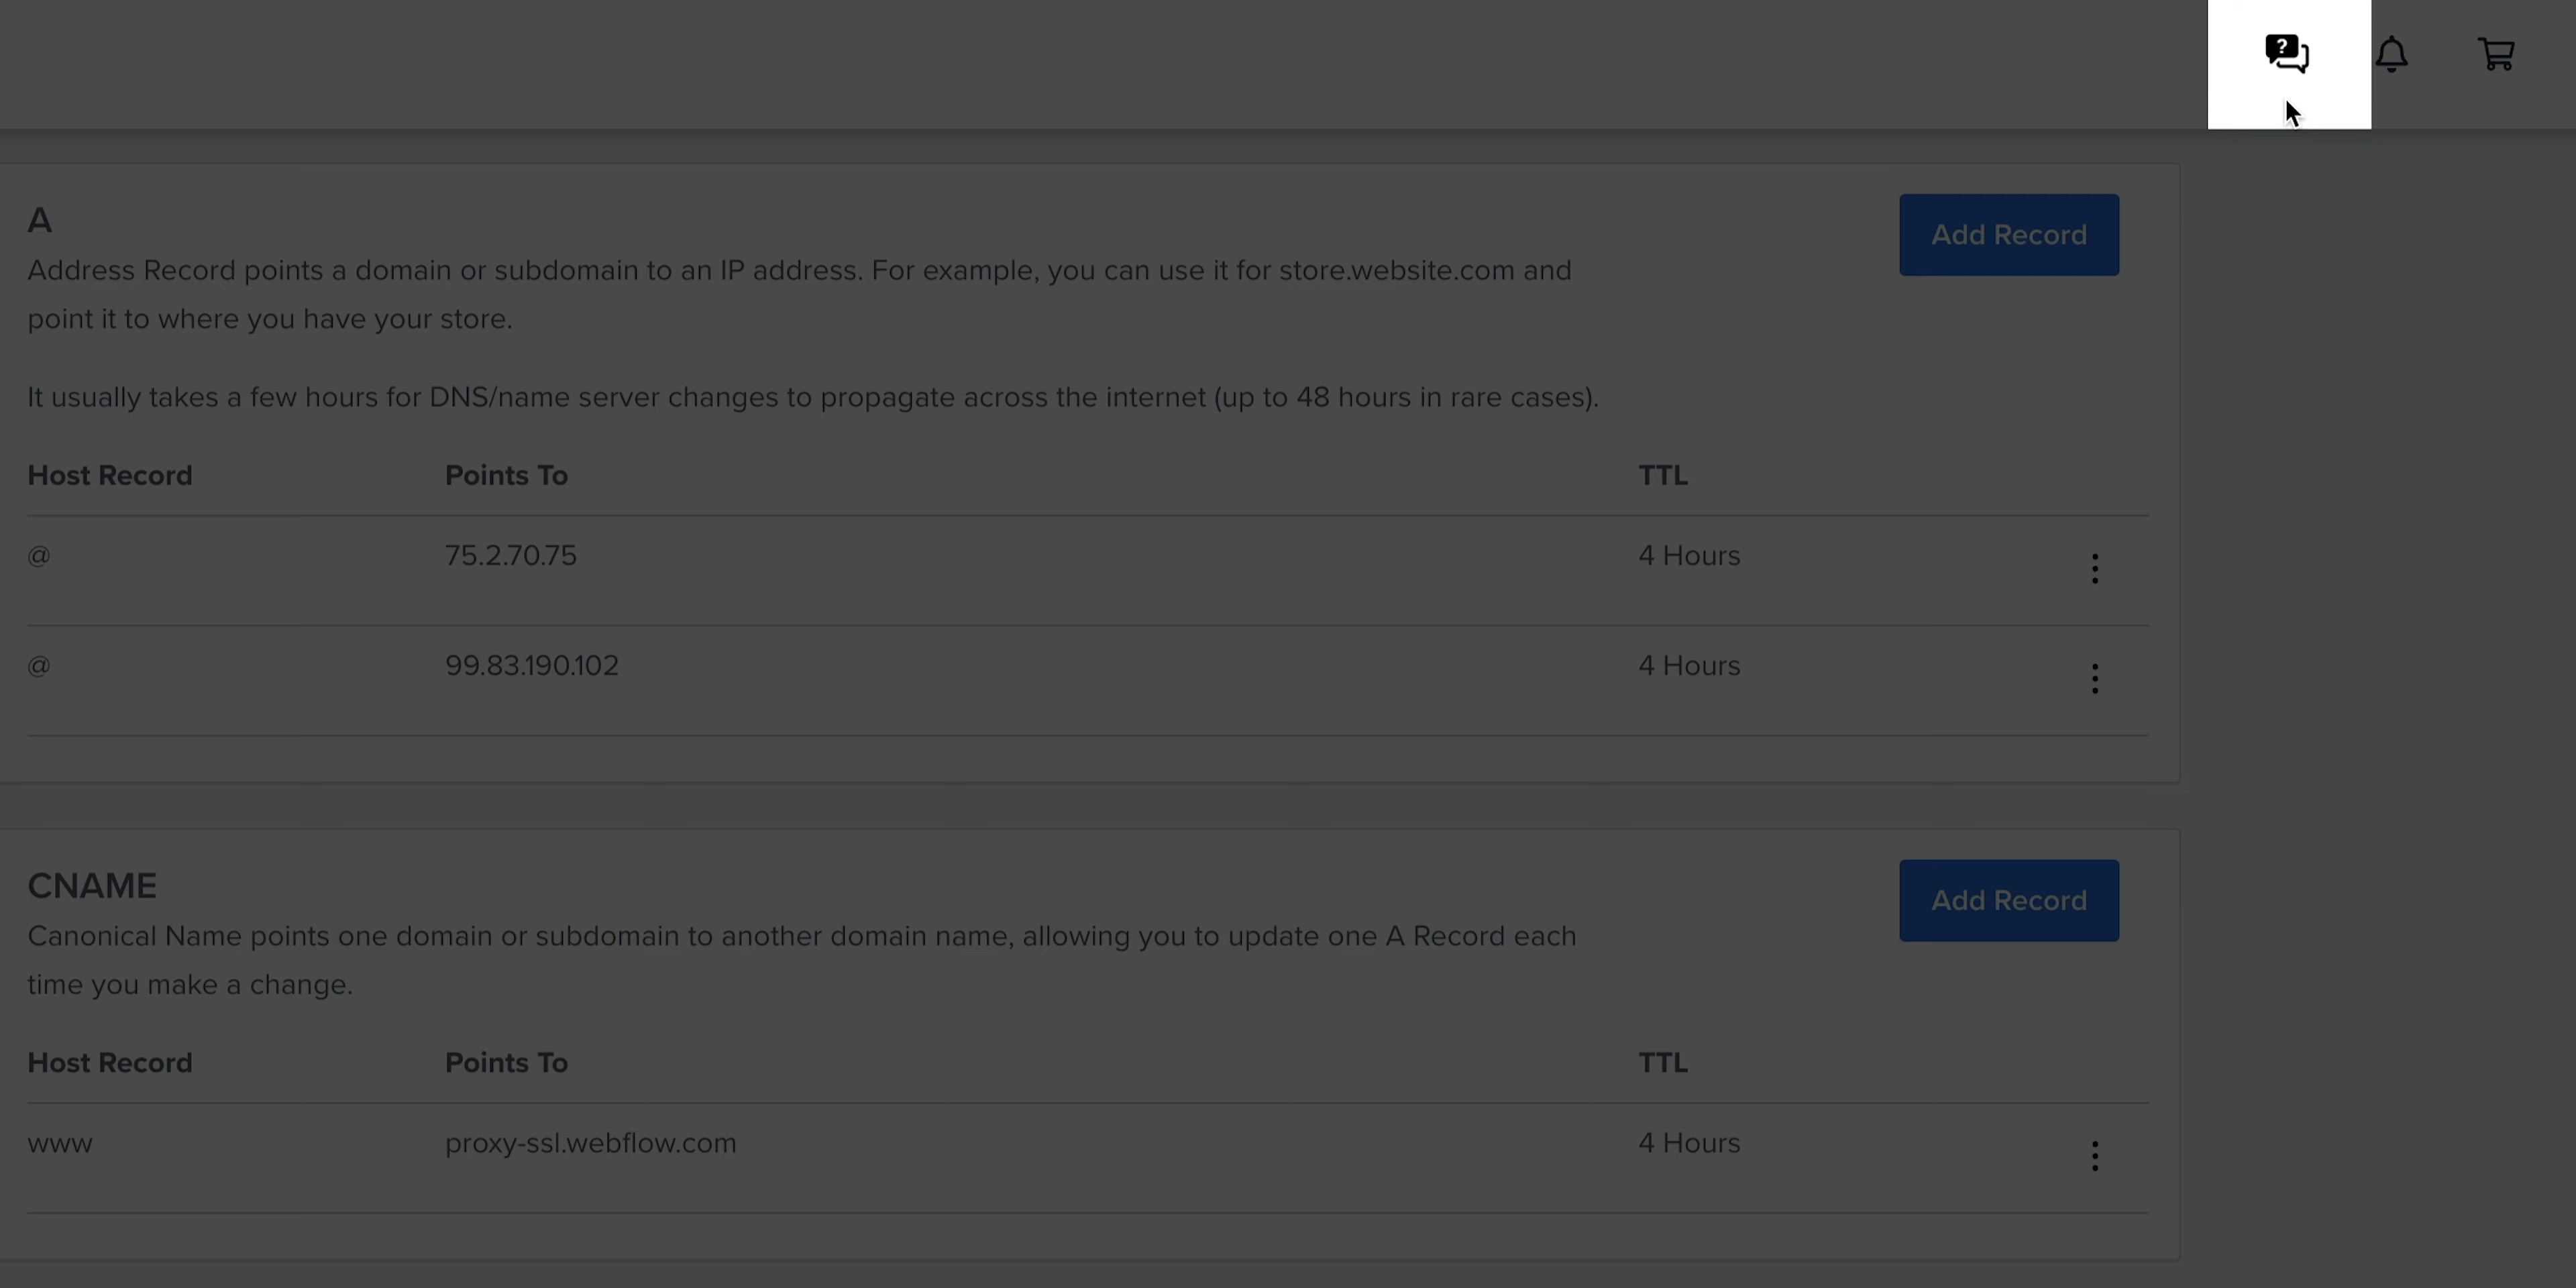 ?
A
Add Record
Address Record points a domain or subdomain to an IP address. For example, you can use it for store.website.com and
point it to where you have your store.
It usually takes a few hours for DNS/name server changes to propagate across the internet (up to 48 hours in rare cases).
Host Record Points To TTL
@ 75.2.70.75 4 Hours
@ 99.83.190.102 4 Hours
CNAME
Add Record
Canonical Name points one domain or subdomain to another domain name, allowing you to update one A Record each
time you make a change.
Host Record Points To TTL
www proxy-ssl.webflow.com 4 Hours